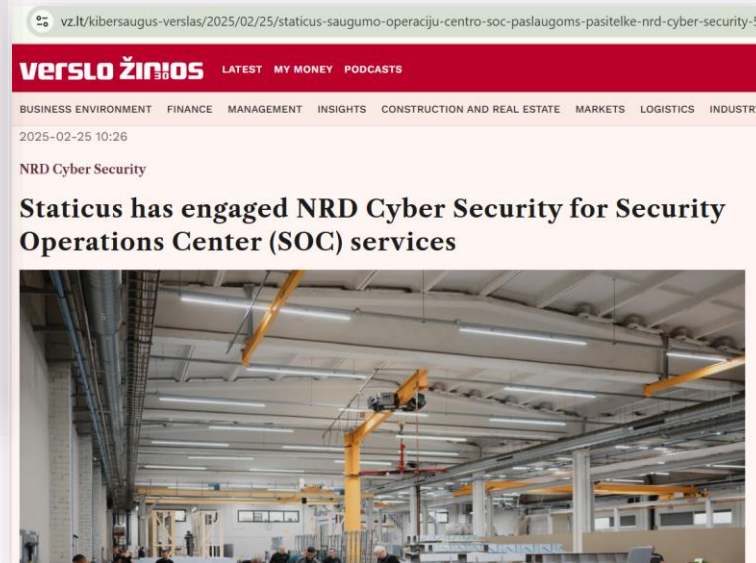 vz.lt/kibersaugus-verslas/2025/02/25/staticus-saugumo-operaciju-centro-soc-paslaugoms-pasitelke-nrd-cyber-security-
VERSLO ŽINIOS 30 LATEST MY MONEY PODCASTS
BUSINESS ENVIRONMENT FINANCE MANAGEMENT INSIGHTS CONSTRUCTION AND REAL ESTATE MARKETS LOGISTICS INDUSTR
2025-02-25 10:26
NRD Cyber Security
Staticus has engaged NRD Cyber Security for Security
Operations Center (SOC) services